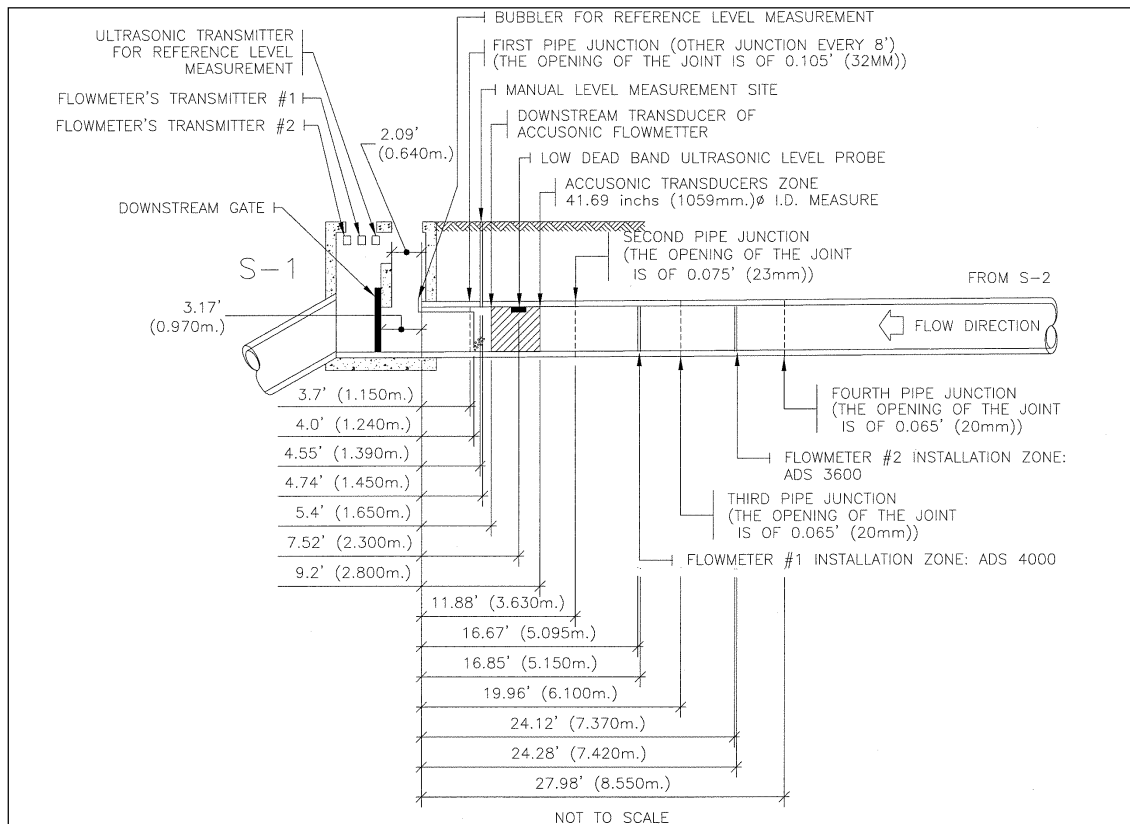 BUBBLER FOR REFERENCE LEVEL MEASUREMENT
ULTRASONIC TRANSMITTER
FOR REFERENCE LEVEL
MEASUREMENT
FIRST PIPE JUNCTION (OTHER JUNCTION EVERY 8')
(THE OPENING OF THE JOINT IS OF 0.105' (32MM))
FLOWMETER'S TRANSMITTER #1
MANUAL LEVEL MEASUREMENT SITE
FLOWMETER'S TRANSMITTER #2
DOWNSTREAM TRANSDUCER OF
ACCUSONIC FLOWMETTER
2.09'
(0.640m.)
LOW DEAD BAND ULTRASONIC LEVEL PROBE
ACCUSONIC TRANSDUCERS ZONE
41.69 inchs (1059mm.)ø I.D. MEASURE
DOWNSTREAM GATE
SECOND PIPE JUNCTION
(THE OPENING OF THE JOINT
IS OF 0.075' (23mm))
S-1
FROM S-2
3.17'
(0.970m.)
FLOW DIRECTION
3.7' (1.150m.)
4.0' (1.240m.)
4.55' (1.390m.)
4.74' (1.450m.)
5.4' (1.650m.)
7.52' (2.300m.)
9.2' (2.800m.)
FOURTH PIPE JUNCTION
(THE OPENING OF THE JOINT
IS OF 0.065' (20mm))
FLOWMETER #2 INSTALLATION ZONE:
ADS 3600
THIRD PIPE JUNCTION
(THE OPENING OF THE JOINT
IS OF 0.065' (20mm))
FLOWMETER #1 INSTALLATION ZONE: ADS 4000
11.88' (3.630m.)
16.67' (5.095m.)
16.85' (5.150m.)
19.96' (6.100m.)
24.12' (7.370m.)
24.28' (7.420m.)
27.98' (8.550m.)
NOT TO SCALE